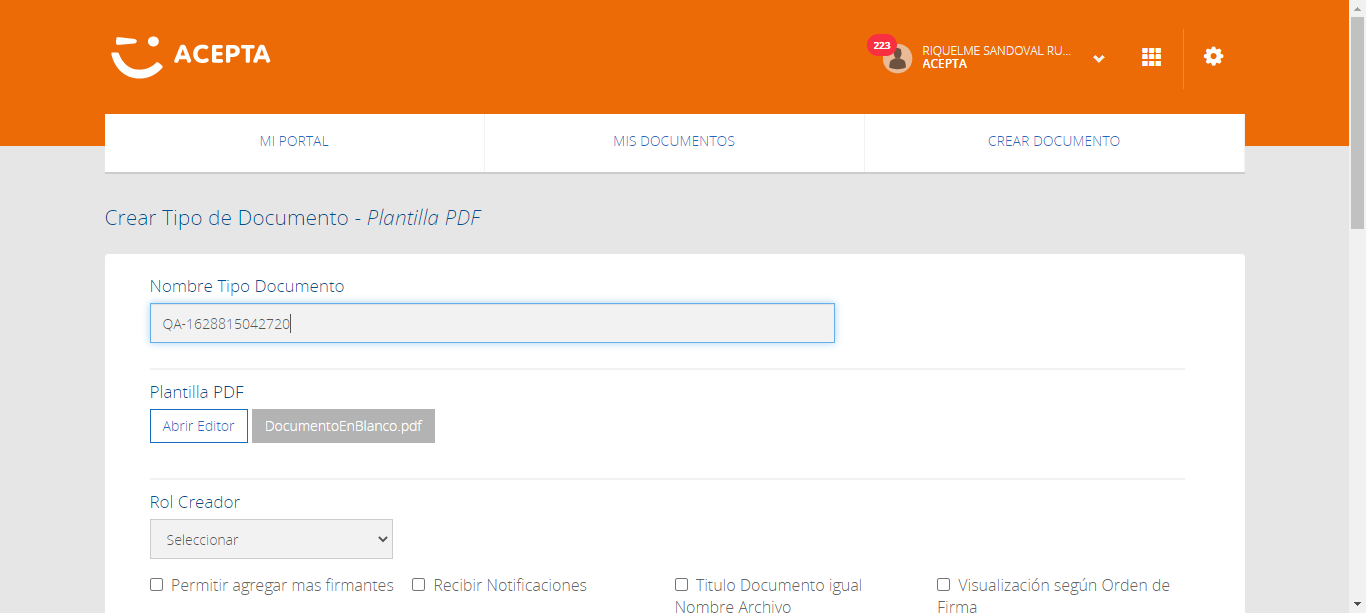 ACEPTA
223
RIQUELME SANDOVAL RU...
ACEPTA
MI PORTAL
MIS DOCUMENTOS
CREAR DOCUMENTO
Crear Tipo de Documento - Plantilla PDF
Nombre Tipo Documento
QA-1628815042720
Plantilla PDF
Abrir Editor
DocumentoEnBlanco.pdf
Rol Creador
Seleccionar
Permitir agregar mas firmantes
Recibir Notificaciones
Titulo Documento igual
Nombre Archivo
Visualización según Orden de
Firma